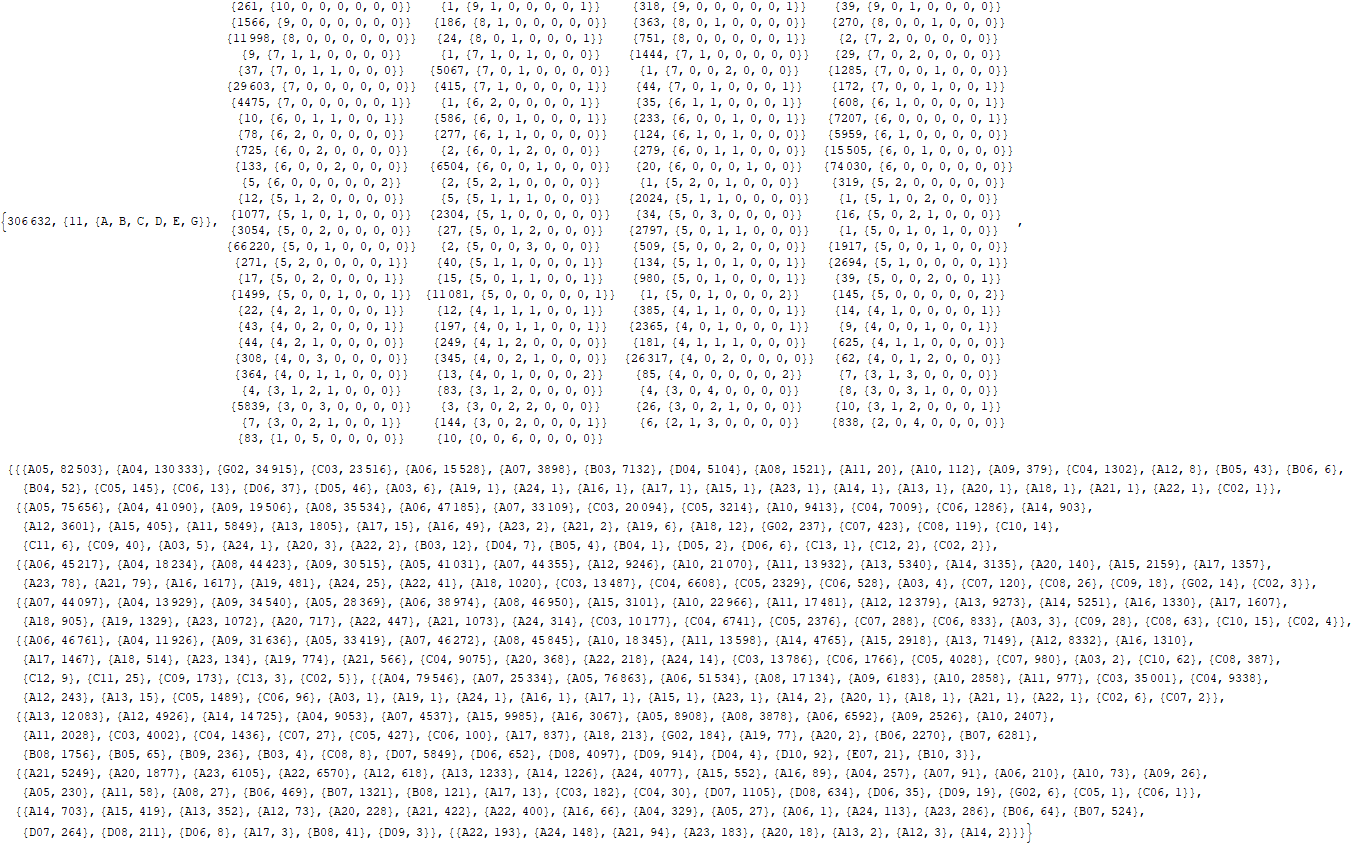 {261, {10, 0, 0, 0, 0, 0, 0}} {1, {9, 1, 0, 0, 0, 0, 1}} {318, {9, 0, 0, 0, 0, 0, 1}} {39, {9, 0, 1, 0, 0, 0, 0}}
{1566, {9, 0, 0, 0, 0, 0, 0}} {186, {8, 1, 0, 0, 0, 0, 0}} {363, {8, 0, 1, 0, 0, 0, 0}} {270, {8, 0, 0, 1, 0, 0, 0}}
{11 998, {8, 0, 0, 0, 0, 0, 0}} {24, {8, 0, 1, 0, 0, 0, 1}} {751, {8, 0, 0, 0, 0, 0, 1}} {2, {7, 2, 0, 0, 0, 0, 0}}
{9, {7, 1, 1, 0, 0, 0, 0}} {1, {7, 1, 0, 1, 0, 0, 0}} {1444, {7, 1, 0, 0, 0, 0, 0}} {29, {7, 0, 2, 0, 0, 0, 0}}
{37, {7, 0, 1, 1, 0, 0, 0}} {5067, {7, 0, 1, 0, 0, 0, 0}} {1, {7, 0, 0, 2, 0, 0, 0}} {1285, {7, 0, 0, 1, 0, 0, 0}}
{29 603, {7, 0, 0, 0, 0, 0, 0}} {415, {7, 1, 0, 0, 0, 0, 1}} {44, {7, 0, 1, 0, 0, 0, 1}} {172, {7, 0, 0, 1, 0, 0, 1}}
{4475, {7, 0, 0, 0, 0, 0, 1}} {1, {6, 2, 0, 0, 0, 0, 1}} {35, {6, 1, 1, 0, 0, 0, 1}} {608, {6, 1, 0, 0, 0, 0, 1}}
{10, {6, 0, 1, 1, 0, 0, 1}} {586, {6, 0, 1, 0, 0, 0, 1}} {233, {6, 0, 0, 1, 0, 0, 1}} {7207, {6, 0, 0, 0, 0, 0, 1}}
{78, {6, 2, 0, 0, 0, 0, 0}} {277, {6, 1, 1, 0, 0, 0, 0}} {124, {6, 1, 0, 1, 0, 0, 0}} {5959, {6, 1, 0, 0, 0, 0, 0}}
{725, {6, 0, 2, 0, 0, 0, 0}} {2, {6, 0, 1, 2, 0, 0, 0}} {279, {6, 0, 1, 1, 0, 0, 0}} {15 505, {6, 0, 1, 0, 0, 0, 0}}
{133, {6, 0, 0, 2, 0, 0, 0}} {6504, {6, 0, 0, 1, 0, 0, 0}} {20, {6, 0, 0, 0, 1, 0, 0}} {74 030, {6, 0, 0, 0, 0, 0, 0}}
{5, {6, 0, 0, 0, 0, 0, 2}} {2, {5, 2, 1, 0, 0, 0, 0}} {1, {5, 2, 0, 1, 0, 0, 0}} {319, {5, 2, 0, 0, 0, 0, 0}}
{12, {5, 1, 2, 0, 0, 0, 0}} {5, {5, 1, 1, 1, 0, 0, 0}} {2024, {5, 1, 1, 0, 0, 0, 0}} {1, {5, 1, 0, 2, 0, 0, 0}}
{306 632, {11, {A, B, C, D, E, G}}, {1077, {5, 1, 0, 1, 0, 0, 0}} {2304, {5, 1, 0, 0, 0, 0, 0}} {34, {5, 0, 3, 0, 0, 0, 0}} {16, {5, 0, 2, 1, 0, 0, 0}} ,
{3054, {5, 0, 2, 0, 0, 0, 0}} {27, {5, 0, 1, 2, 0, 0, 0}} {2797, {5, 0, 1, 1, 0, 0, 0}} {1, {5, 0, 1, 0, 1, 0, 0}}
{66 220, {5, 0, 1, 0, 0, 0, 0}} {2, {5, 0, 0, 3, 0, 0, 0}} {509, {5, 0, 0, 2, 0, 0, 0}} {1917, {5, 0, 0, 1, 0, 0, 0}}
{271, {5, 2, 0, 0, 0, 0, 1}} {40, {5, 1, 1, 0, 0, 0, 1}} {134, {5, 1, 0, 1, 0, 0, 1}} {2694, {5, 1, 0, 0, 0, 0, 1}}
{17, {5, 0, 2, 0, 0, 0, 1}} {15, {5, 0, 1, 1, 0, 0, 1}} {980, {5, 0, 1, 0, 0, 0, 1}} {39, {5, 0, 0, 2, 0, 0, 1}}
{1499, {5, 0, 0, 1, 0, 0, 1}} {11 081, {5, 0, 0, 0, 0, 0, 1}} {1, {5, 0, 1, 0, 0, 0, 2}} {145, {5, 0, 0, 0, 0, 0, 2}}
{22, {4, 2, 1, 0, 0, 0, 1}} {12, {4, 1, 1, 1, 0, 0, 1}} {385, {4, 1, 1, 0, 0, 0, 1}} {14, {4, 1, 0, 0, 1, 0, 0}}
{43, {4, 0, 2, 0, 0, 0, 1}} {197, {4, 0, 1, 1, 0, 0, 1}} {2365, {4, 0, 1, 0, 0, 0, 1}} {9, {4, 0, 0, 1, 0, 0, 1}}
{44, {4, 2, 1, 0, 0, 0, 0}} {249, {4, 1, 2, 0, 0, 0, 0}} {181, {4, 1, 1, 1, 0, 0, 0}} {625, {4, 1, 1, 0, 0, 0, 0}}
{308, {4, 0, 3, 0, 0, 0, 0}} {345, {4, 0, 2, 1, 0, 0, 0}} {26 317, {4, 0, 2, 0, 0, 0, 0}} {62, {4, 0, 1, 2, 0, 0, 0}}
{364, {4, 0, 1, 1, 0, 0, 0}} {13, {4, 0, 1, 0, 0, 0, 2}} {85, {4, 0, 0, 0, 0, 0, 2}} {7, {3, 1, 3, 0, 0, 0, 0}}
{4, {3, 1, 2, 1, 0, 0, 0}} {83, {3, 1, 2, 0, 0, 0, 0}} {4, {3, 0, 4, 0, 0, 0, 0}} {8, {3, 0, 3, 1, 0, 0, 0}}
{5839, {3, 0, 3, 0, 0, 0, 0}} {3, {3, 0, 2, 2, 0, 0, 0}} {26, {3, 0, 2, 1, 0, 0, 0}} {10, {3, 1, 2, 0, 0, 0, 1}}
{7, {3, 0, 2, 1, 0, 0, 1}} {144, {3, 0, 2, 0, 0, 0, 1}} {6, {2, 1, 3, 0, 0, 0, 0}} {838, {2, 0, 4, 0, 0, 0, 0}}
{83, {1, 0, 5, 0, 0, 0, 0}} {10, {0, 0, 6, 0, 0, 0, 0}}
{{{A05, 82 503}, {A04, 130 333}, {G02, 34 915}, {C03, 23 516}, {A06, 15 528}, {A07, 3898}, {B03, 7132}, {D04, 5104}, {A08, 1521}, {A11, 20}, {A10, 112}, {A09, 379}, {C04, 1302}, {A12, 8}, {B05, 43}, {B06, 6},
{B04, 52}, {C05, 145}, {C06, 13}, {D06, 37}, {D05, 46}, {A03, 6}, {A19, 1}, {A24, 1}, {A16, 1}, {A17, 1}, {A15, 1}, {A23, 1}, {A14, 1}, {A13, 1}, {A20, 1}, {A18, 1}, {A21, 1}, {A22, 1}, {C02, 1}},
{{A05, 75 656}, {A04, 41 090}, {A09, 19 506}, {A08, 35 534}, {A06, 47 185}, {A07, 33 109}, {C03, 20 094}, {C05, 3214}, {A10, 9413}, {C04, 7009}, {C06, 1286}, {A14, 903},
{A12, 3601}, {A15, 405}, {A11, 5849}, {A13, 1805}, {A17, 15}, {A16, 49}, {A23, 2}, {A21, 2}, {A19, 6}, {A18, 12}, {G02, 237}, {C07, 423}, {C08, 119}, {C10, 14},
{C11, 6}, {C09, 40}, {A03, 5}, {A24, 1}, {A20, 3}, {A22, 2}, {B03, 12}, {D04, 7}, {B05, 4}, {B04, 1}, {D05, 2}, {D06, 6}, {C13, 1}, {C12, 2}, {C02, 2}},
{{A06, 45 217}, {A04, 18 234}, {A08, 44 423}, {A09, 30 515}, {A05, 41 031}, {A07, 44 355}, {A12, 9246}, {A10, 21 070}, {A11, 13 932}, {A13, 5340}, {A14, 3135}, {A20, 140}, {A15, 2159}, {A17, 1357},
{A23, 78}, {A21, 79}, {A16, 1617}, {A19, 481}, {A24, 25}, {A22, 41}, {A18, 1020}, {C03, 13 487}, {C04, 6608}, {C05, 2329}, {C06, 528}, {A03, 4}, {C07, 120}, {C08, 26}, {C09, 18}, {G02, 14}, {C02, 3}},
{{A07, 44 097}, {A04, 13 929}, {A09, 34 540}, {A05, 28 369}, {A06, 38 974}, {A08, 46 950}, {A15, 3101}, {A10, 22 966}, {A11, 17 481}, {A12, 12 379}, {A13, 9273}, {A14, 5251}, {A16, 1330}, {A17, 1607},
{A18, 905}, {A19, 1329}, {A23, 1072}, {A20, 717}, {A22, 447}, {A21, 1073}, {A24, 314}, {C03, 10 177}, {C04, 6741}, {C05, 2376}, {C07, 288}, {C06, 833}, {A03, 3}, {C09, 28}, {C08, 63}, {C10, 15}, {C02, 4}},
{{A06, 46 761}, {A04, 11 926}, {A09, 31 636}, {A05, 33 419}, {A07, 46 272}, {A08, 45 845}, {A10, 18 345}, {A11, 13 598}, {A14, 4765}, {A15, 2918}, {A13, 7149}, {A12, 8332}, {A16, 1310},
{A17, 1467}, {A18, 514}, {A23, 134}, {A19, 774}, {A21, 566}, {C04, 9075}, {A20, 368}, {A22, 218}, {A24, 14}, {C03, 13 786}, {C06, 1766}, {C05, 4028}, {C07, 980}, {A03, 2}, {C10, 62}, {C08, 387},
{C12, 9}, {C11, 25}, {C09, 173}, {C13, 3}, {C02, 5}}, {{A04, 79 546}, {A07, 25 334}, {A05, 76 863}, {A06, 51 534}, {A08, 17 134}, {A09, 6183}, {A10, 2858}, {A11, 977}, {C03, 35 001}, {C04, 9338},
{A12, 243}, {A13, 15}, {C05, 1489}, {C06, 96}, {A03, 1}, {A19, 1}, {A24, 1}, {A16, 1}, {A17, 1}, {A15, 1}, {A23, 1}, {A14, 2}, {A20, 1}, {A18, 1}, {A21, 1}, {A22, 1}, {C02, 6}, {C07, 2}},
{{A13, 12 083}, {A12, 4926}, {A14, 14 725}, {A04, 9053}, {A07, 4537}, {A15, 9985}, {A16, 3067}, {A05, 8908}, {A08, 3878}, {A06, 6592}, {A09, 2526}, {A10, 2407},
{A11, 2028}, {C03, 4002}, {C04, 1436}, {C07, 27}, {C05, 427}, {C06, 100}, {A17, 837}, {A18, 213}, {G02, 184}, {A19, 77}, {A20, 2}, {B06, 2270}, {B07, 6281},
{B08, 1756}, {B05, 65}, {B09, 236}, {B03, 4}, {C08, 8}, {D07, 5849}, {D06, 652}, {D08, 4097}, {D09, 914}, {D04, 4}, {D10, 92}, {E07, 21}, {B10, 3}},
{{A21, 5249}, {A20, 1877}, {A23, 6105}, {A22, 6570}, {A12, 618}, {A13, 1233}, {A14, 1226}, {A24, 4077}, {A15, 552}, {A16, 89}, {A04, 257}, {A07, 91}, {A06, 210}, {A10, 73}, {A09, 26},
{A05, 230}, {A11, 58}, {A08, 27}, {B06, 469}, {B07, 1321}, {B08, 121}, {A17, 13}, {C03, 182}, {C04, 30}, {D07, 1105}, {D08, 634}, {D06, 35}, {D09, 19}, {G02, 6}, {C05, 1}, {C06, 1}},
{{A14, 703}, {A15, 419}, {A13, 352}, {A12, 73}, {A20, 228}, {A21, 422}, {A22, 400}, {A16, 66}, {A04, 329}, {A05, 27}, {A06, 1}, {A24, 113}, {A23, 286}, {B06, 64}, {B07, 524},
{D07, 264}, {D08, 211}, {D06, 8}, {A17, 3}, {B08, 41}, {D09, 3}}, {{A22, 193}, {A24, 148}, {A21, 94}, {A23, 183}, {A20, 18}, {A13, 2}, {A12, 3}, {A14, 2}}}}